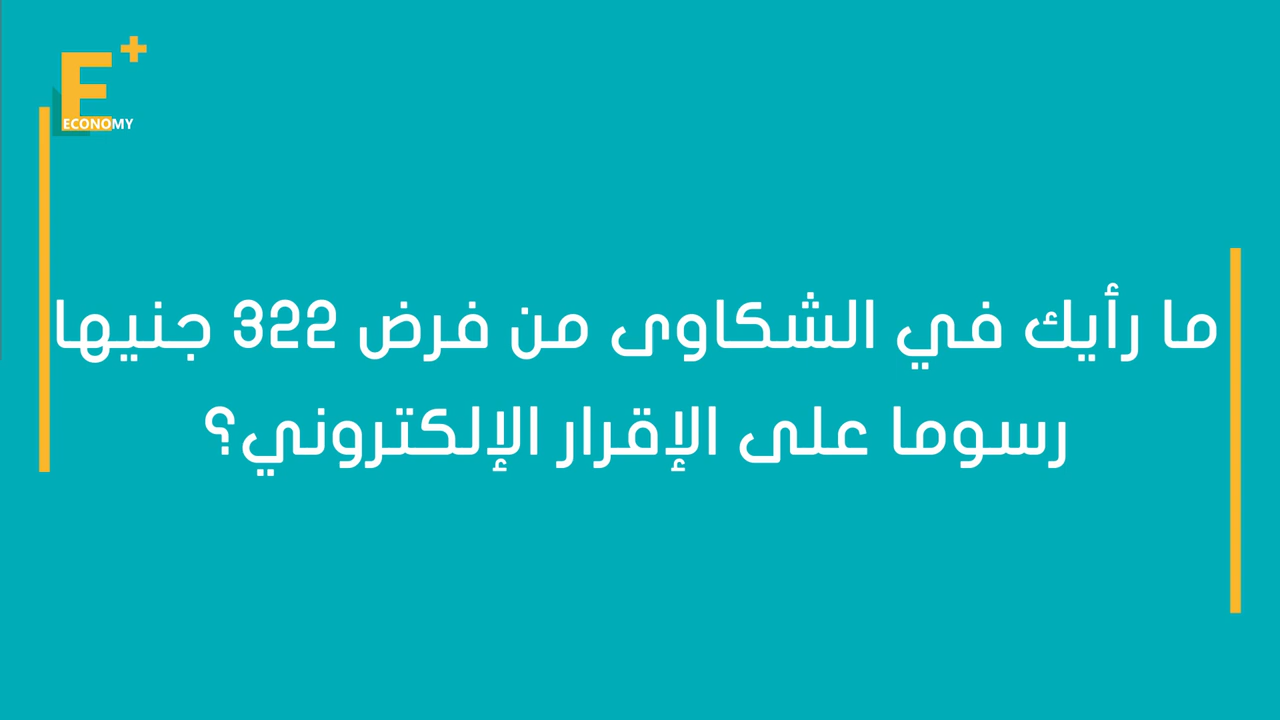 E+
ECONOMY
ما رأيك في الشكاوى من فرض 322 جنيها
رسوما على الإقرار الإلكتروني؟